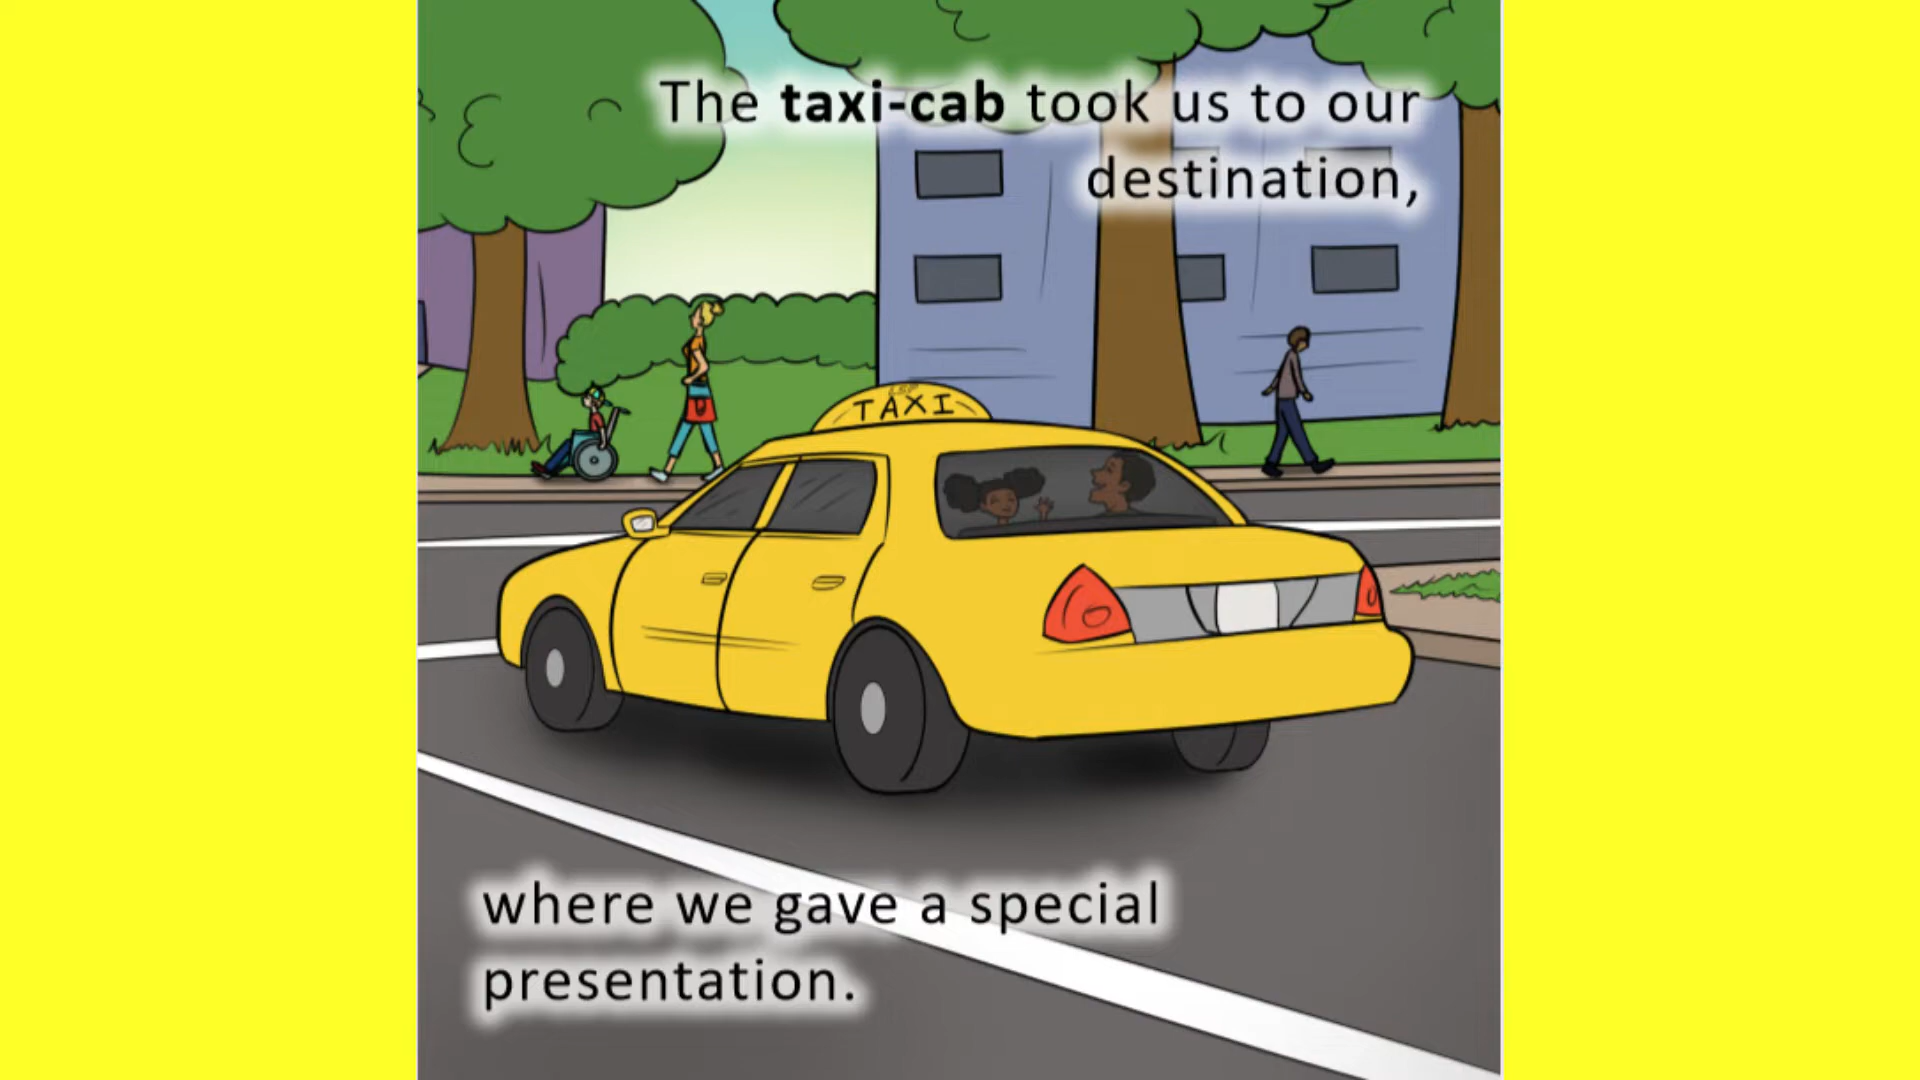 The taxi-cab took us to our
destination,
TAXI
where we gave a special
presentation.